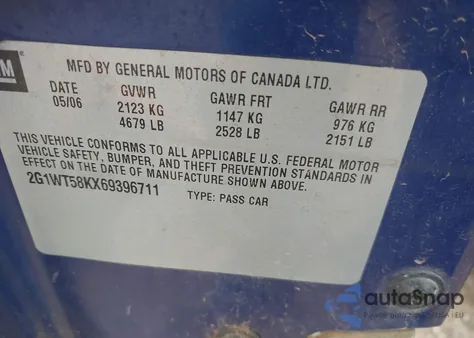 GM
MFD BY GENERAL MOTORS OF CANADA LTD.
DATE GVWR GAWR FRT GAWR RR
05/06 2123 KG 1147 KG 976 KG
4679 LB 2528 LB 2151 LB
THIS VEHICLE CONFORMS TO ALL APPLICABLE U.S. FEDERAL MOTOR
VEHICLE SAFETY, BUMPER, AND THEFT PREVENTION STANDARDS IN
EFFECT ON THE DATE OF MANUFACTURE SHOWN ABOVE.
2G1WT58KX69396711 TYPE: PASS CAR
autoSnap